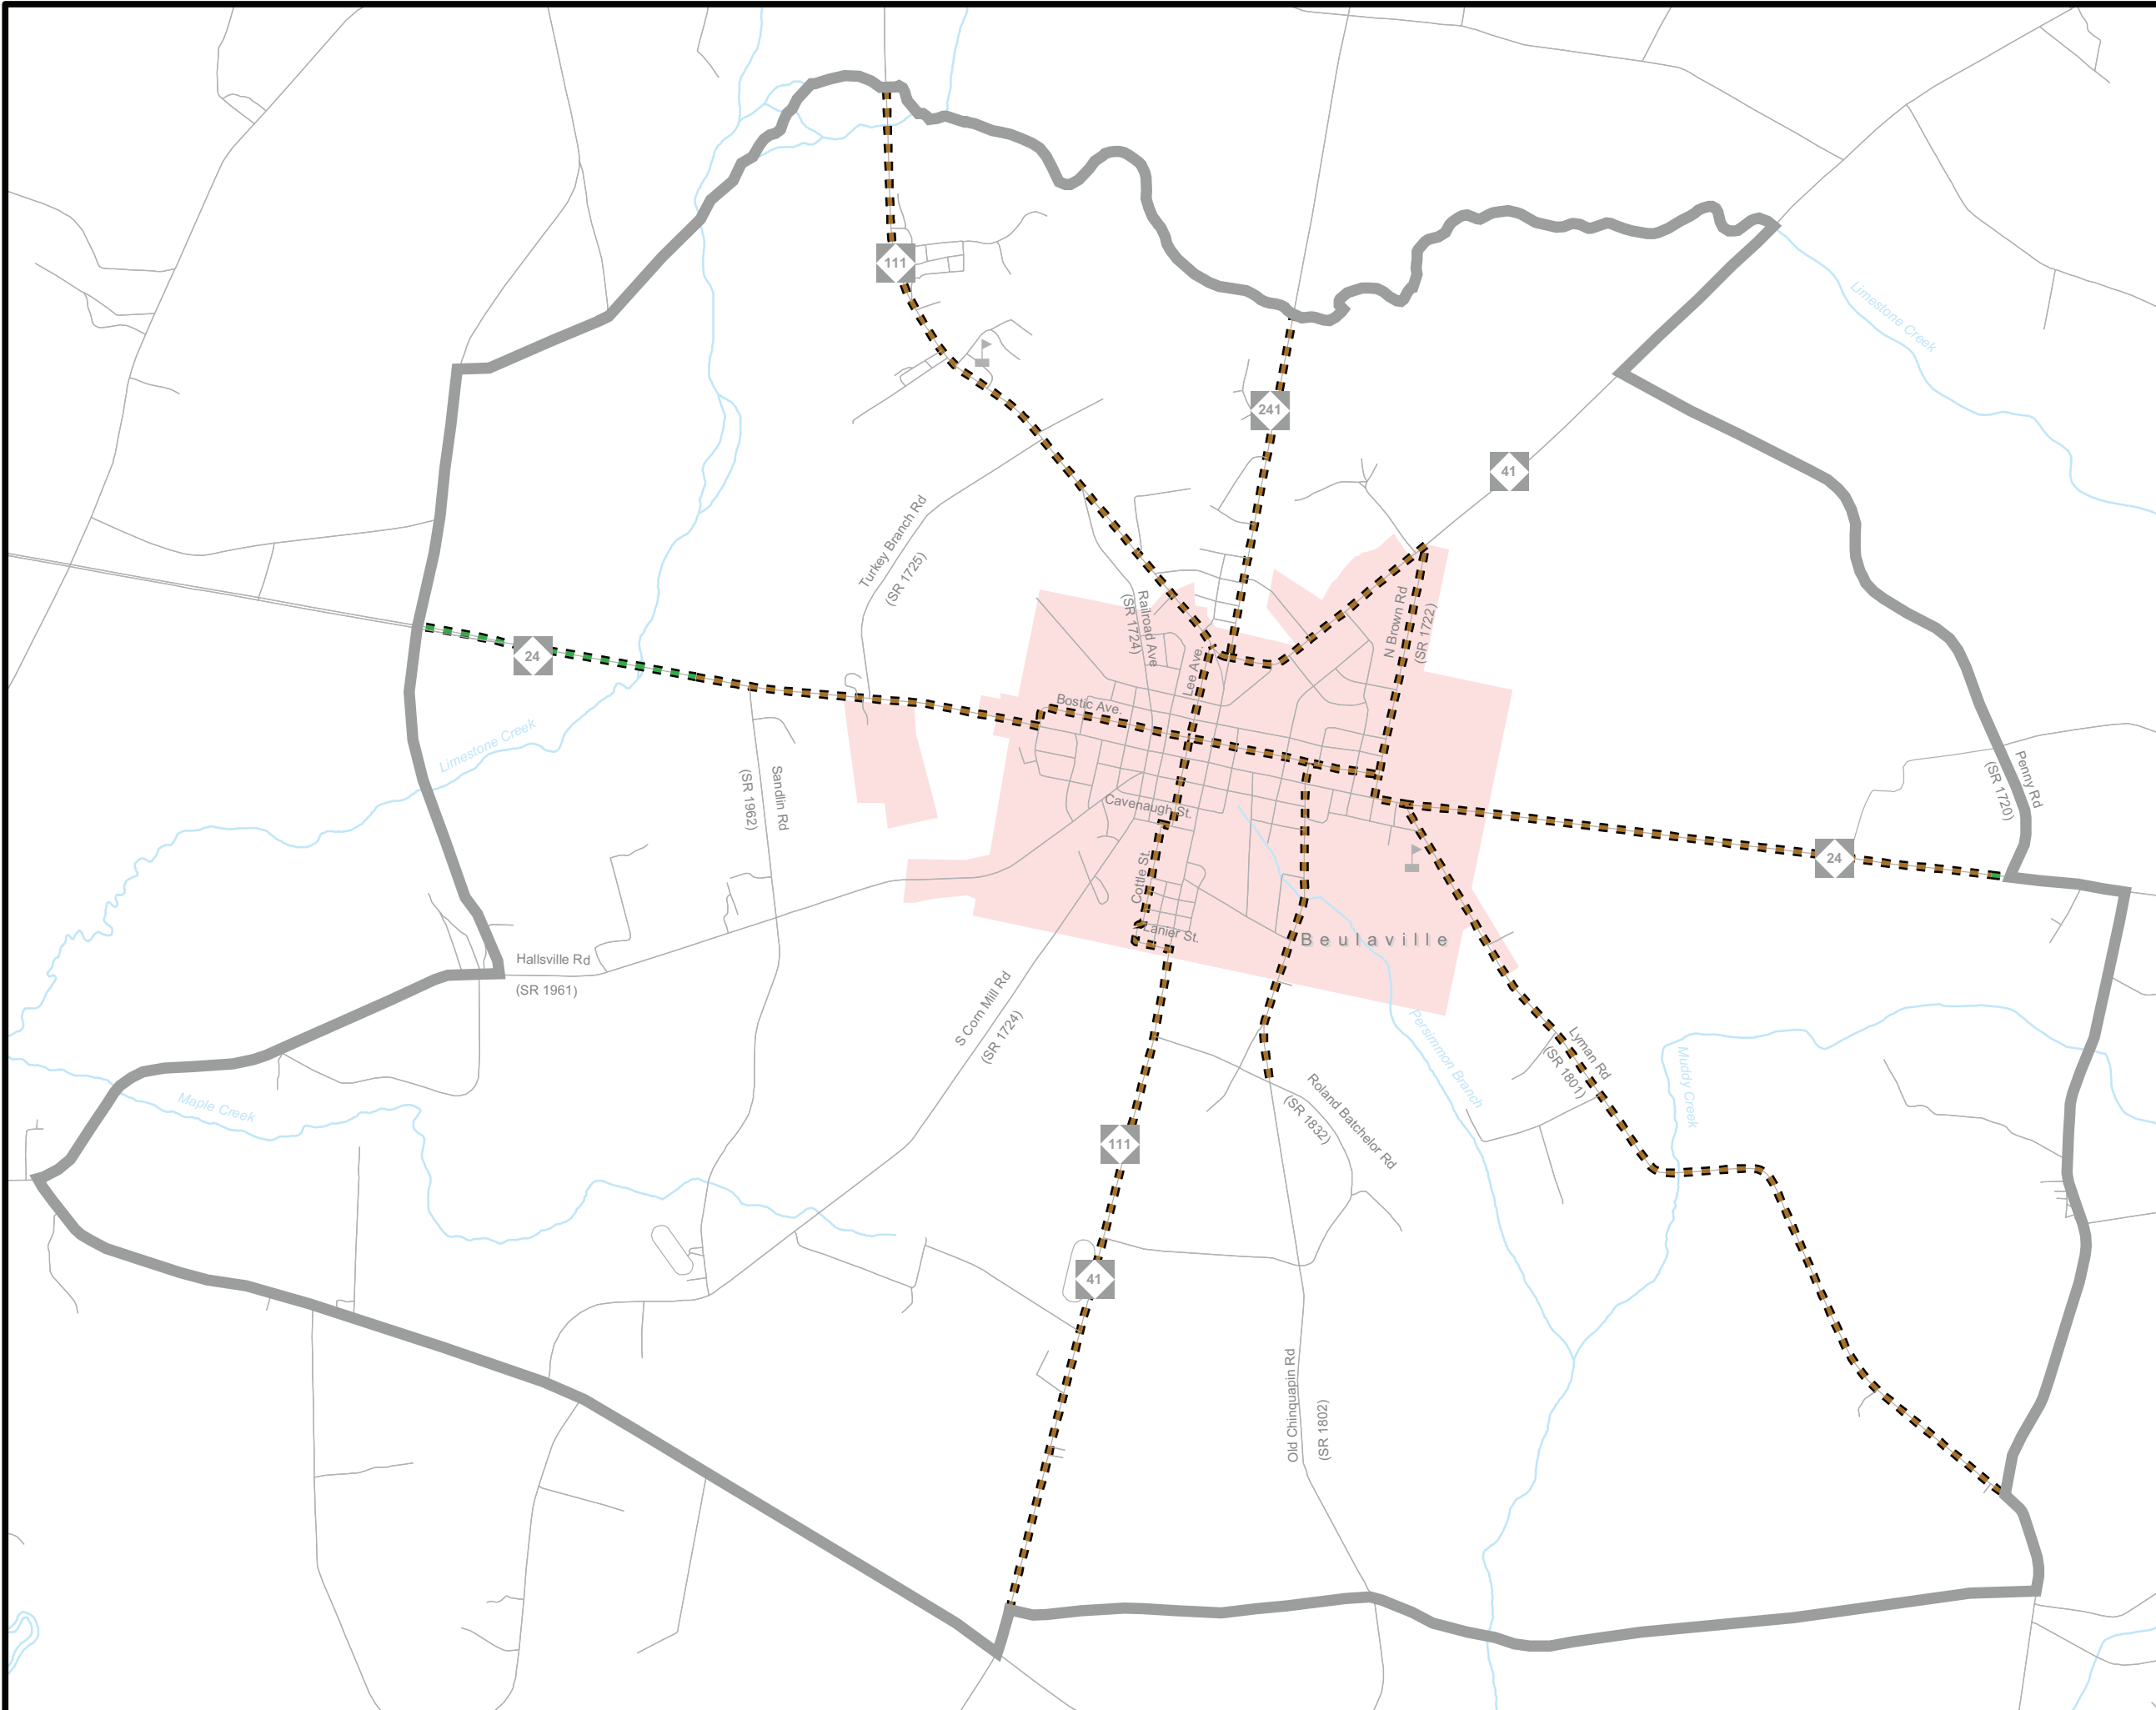 111
Limestone Creek
241
41
Turkey Branch Rd
(SR 1725)
Railroad Ave
(SR 1724)
N Brown Rd
(SR 1722)
24
Lee Ave.
Bostic Ave.
Limestone Creek
Sandlin Rd
(SR 1962)
Penny Rd
(SR 1720)
Cavenaugh St.
24
Cottle St.
Lanier St.
Beulaville
Hallsville Rd
(SR 1961)
S Corn Mill Rd
(SR 1724)
Persimmon Branch
Lyman Rd
(SR 1801)
Muddy Creek
Maple Creek
Roland Batchelor Rd
(SR 1832)
111
41
Old Chinquapin Rd
(SR 1802)